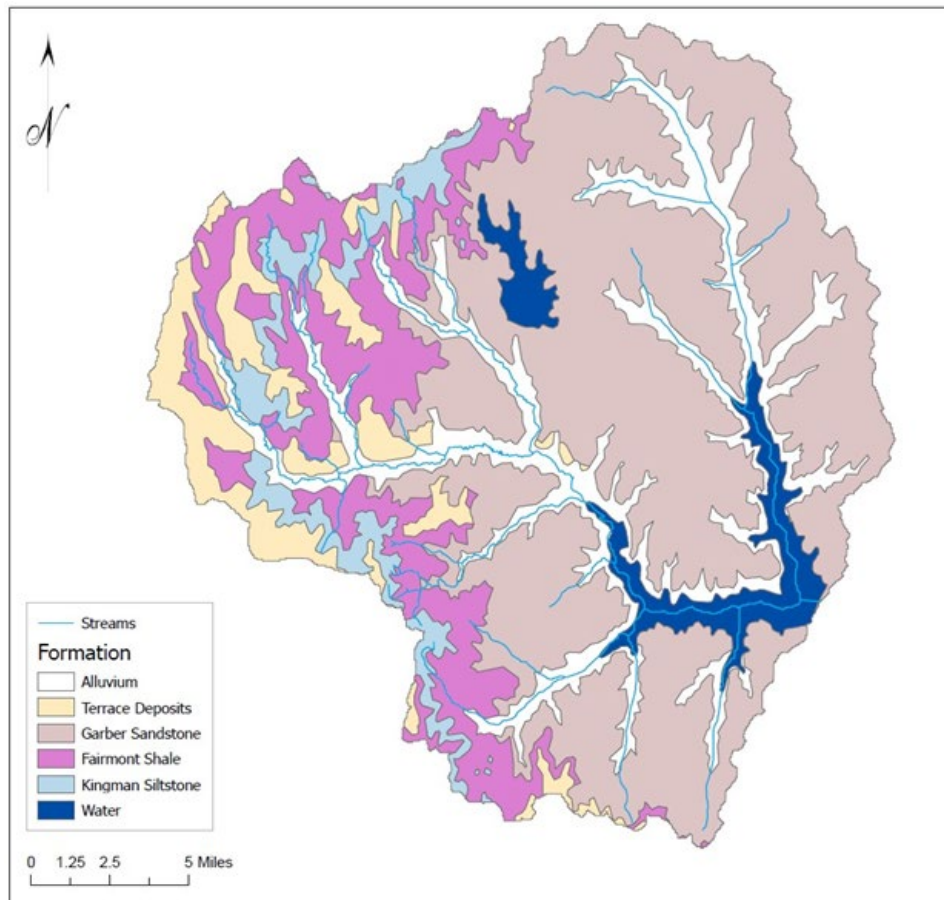 N
Streams
Formation
Alluvium
Terrace Deposits
Garber Sandstone
Fairmont Shale
Kingman Siltstone
Water
0 1.25 2.5 5 Miles